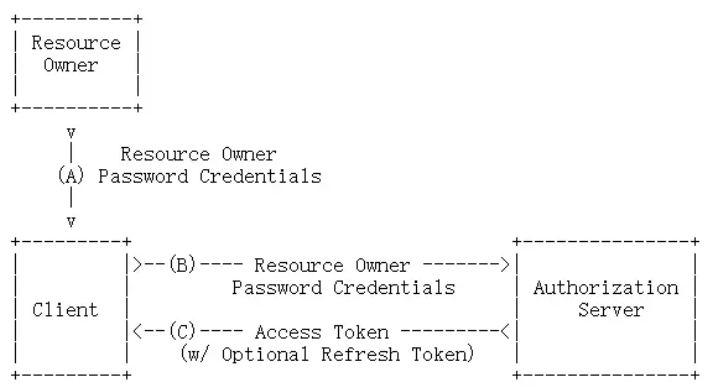 +----------+
| Resource |
|  Owner   |
|          |
+----------+
     v
     |    Resource Owner
    (A) Password Credentials
     |
     v
+---------+                                  +---------------+
|         |>--(B)---- Resource Owner ------->|               |
|         |         Password Credentials     | Authorization |
| Client  |                                  |     Server    |
|         |<--(C)---- Access Token ---------<|               |
|         |    (w/ Optional Refresh Token)   |               |
+---------+                                  +---------------+